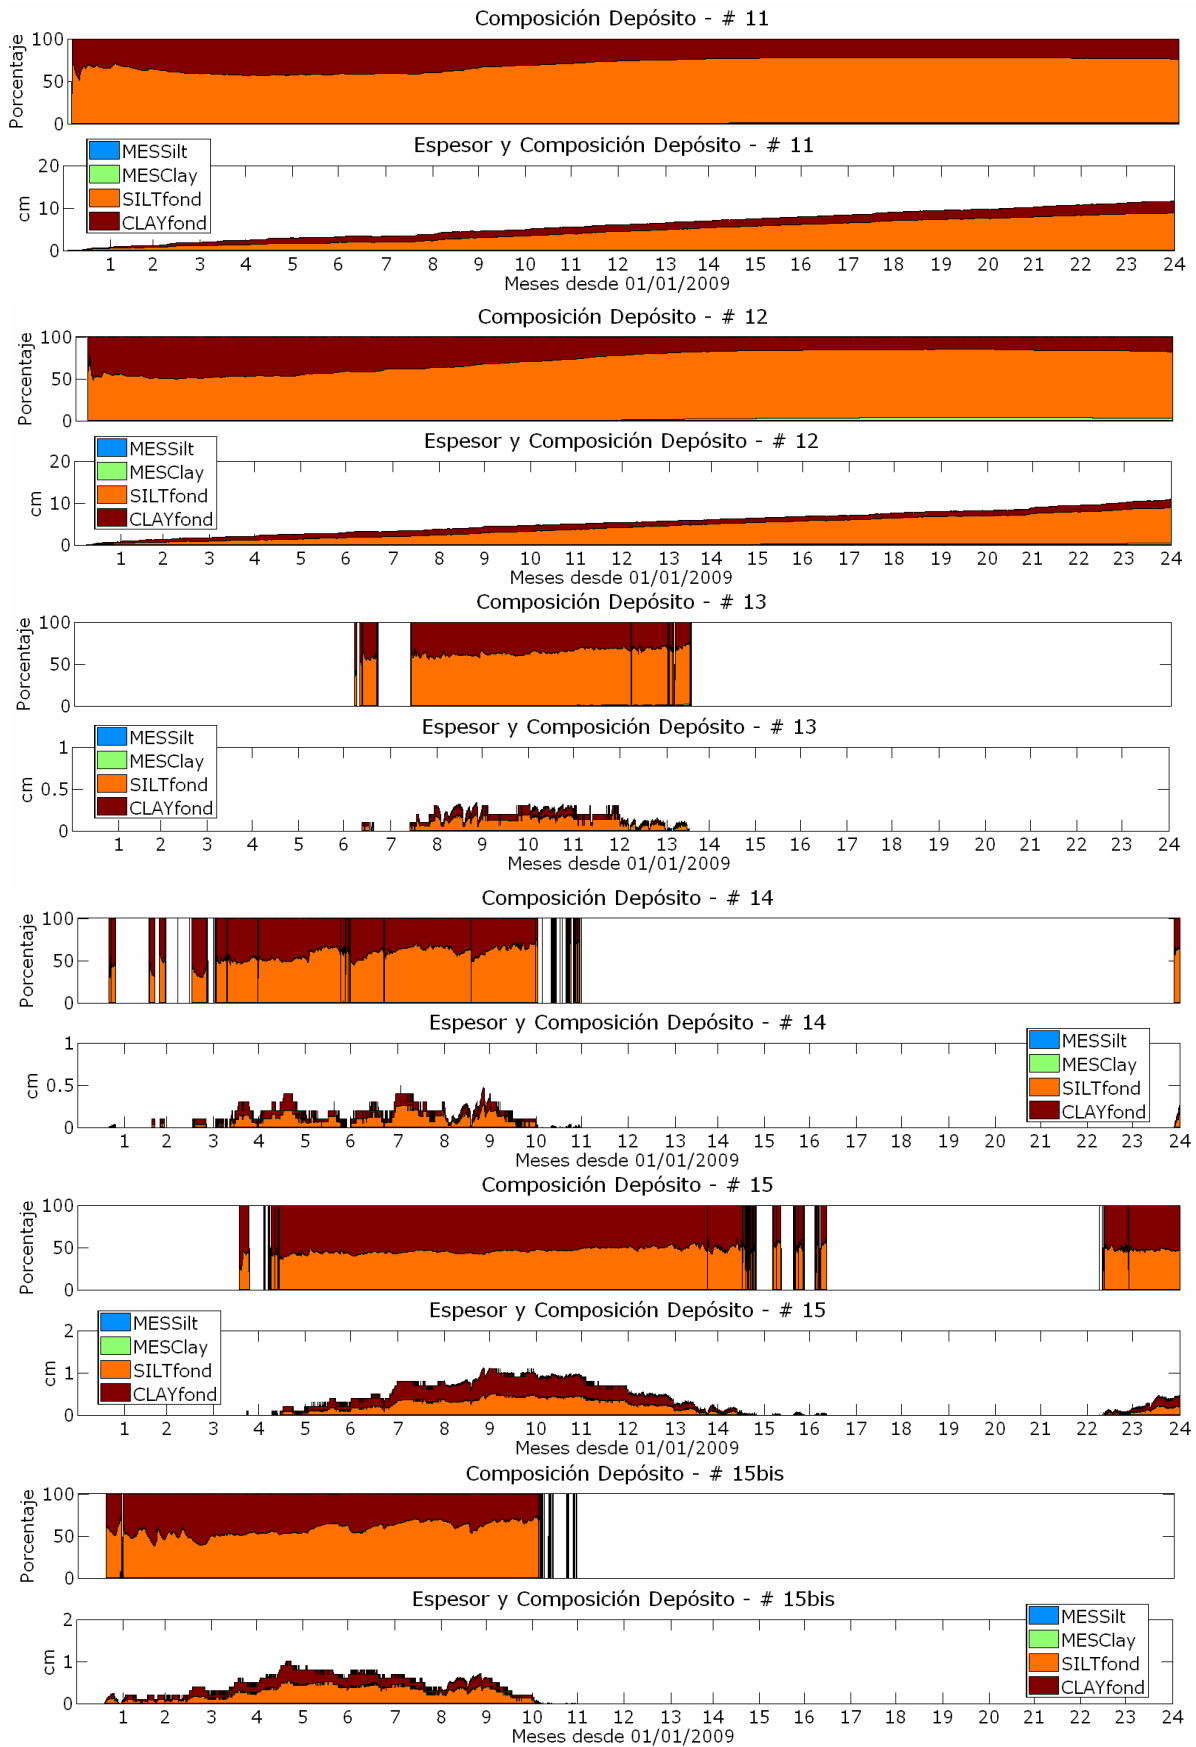 Composición Depósito - # 11
Porcentaje
100
50
0
Espesor y Composición Depósito - # 11
MESSilt
MESClay
SILTfond
CLAYfond
cm
20
10
0
1 2 3 4 5 6 7 8 9 10 11 12 13 14 15 16 17 18 19 20 21 22 23 24
Meses desde 01/01/2009
Composición Depósito - # 12
Porcentaje
100
50
0
Espesor y Composición Depósito - # 12
MESSilt
MESClay
SILTfond
CLAYfond
cm
20
10
0
1 2 3 4 5 6 7 8 9 10 11 12 13 14 15 16 17 18 19 20 21 22 23 24
Meses desde 01/01/2009
Composición Depósito - # 13
Porcentaje
100
50
0
Espesor y Composición Depósito - # 13
MESSilt
MESClay
SILTfond
CLAYfond
cm
1
0.5
0
1 2 3 4 5 6 7 8 9 10 11 12 13 14 15 16 17 18 19 20 21 22 23 24
Meses desde 01/01/2009
Composición Depósito - # 14
Porcentaje
100
50
0
Espesor y Composición Depósito - # 14
MESSilt
MESClay
SILTfond
CLAYfond
cm
1
0.5
0
1 2 3 4 5 6 7 8 9 10 11 12 13 14 15 16 17 18 19 20 21 22 23 24
Meses desde 01/01/2009
Composición Depósito - # 15
Porcentaje
100
50
0
Espesor y Composición Depósito - # 15
MESSilt
MESClay
SILTfond
CLAYfond
cm
2
1
0
1 2 3 4 5 6 7 8 9 10 11 12 13 14 15 16 17 18 19 20 21 22 23 24
Meses desde 01/01/2009
Composición Depósito - # 15bis
Porcentaje
100
50
0
Espesor y Composición Depósito - # 15bis
MESSilt
MESClay
SILTfond
CLAYfond
cm
2
1
0
1 2 3 4 5 6 7 8 9 10 11 12 13 14 15 16 17 18 19 20 21 22 23 24
Meses desde 01/01/2009